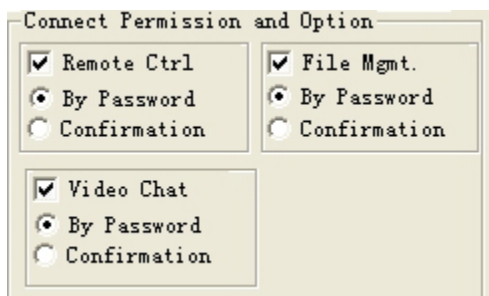 Connect Permission and Option
Remote Ctrl
By Password
Confirmation
File Mgmt.
By Password
Confirmation
Video Chat
By Password
Confirmation